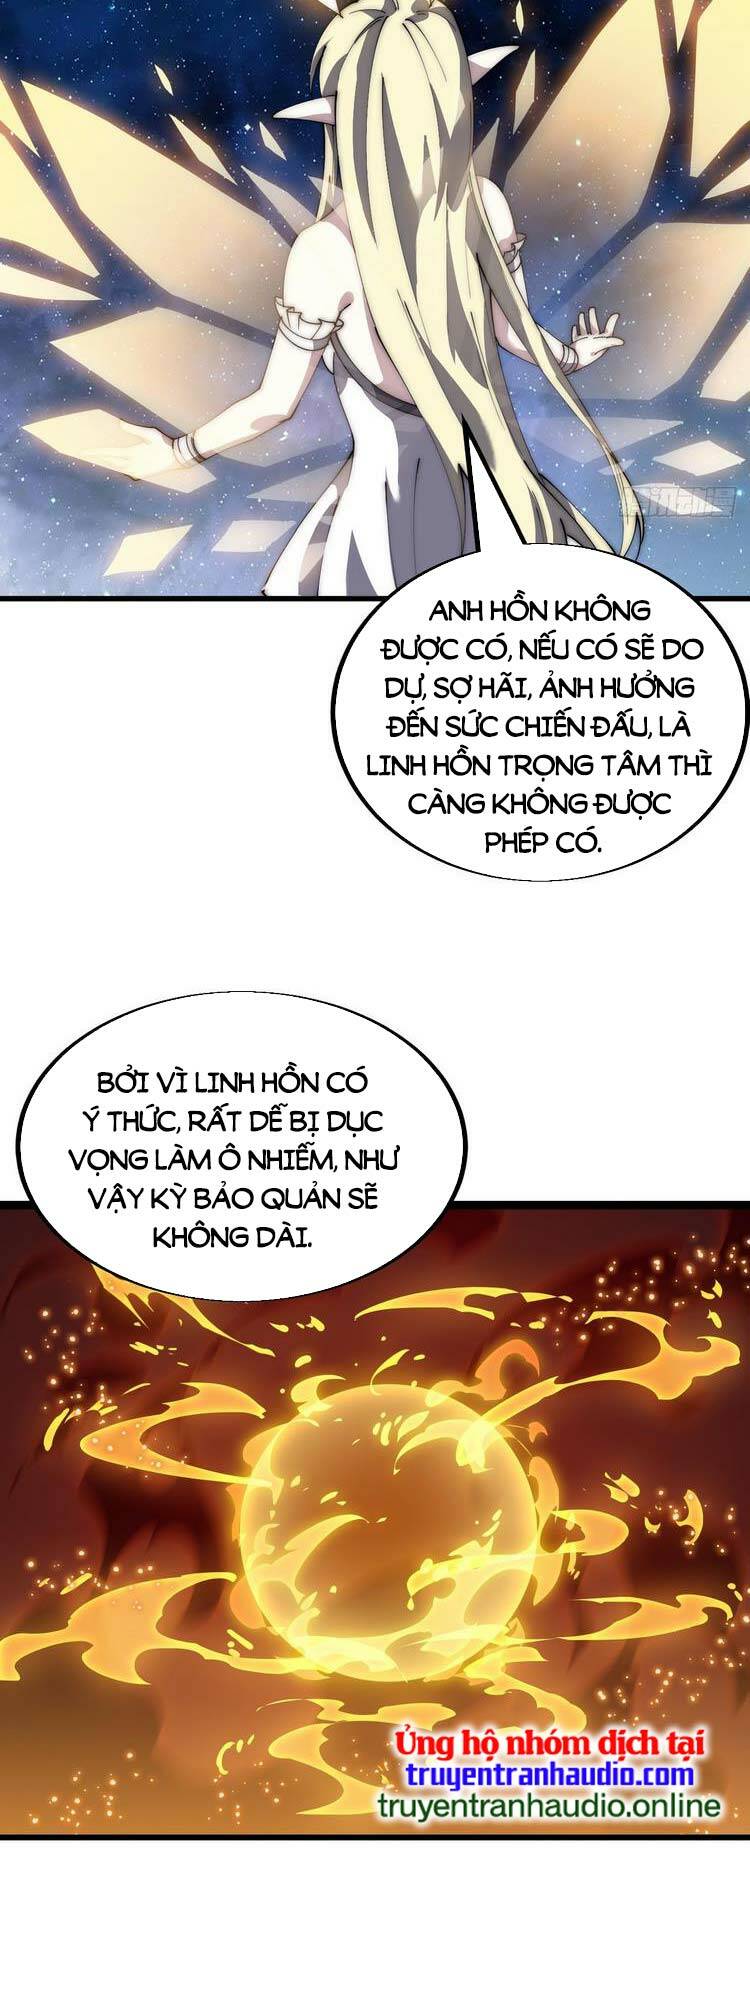 ANH HỒN KHÔNG
ĐƯỢC CÓ, NẾU CÓ SẼ DO
DỰ, SỢ HÃI, ẢNH HƯỞNG
ĐẾN SỨC CHIẾN ĐẤU, LÀ
LINH HỒN TRỌNG TÂM THÌ
CÀNG KHÔNG ĐƯỢC
PHÉP CÓ.
BỞI VÌ LINH HỒN CÓ
Ý THỨC, RẤT DỄ BỊ DỤC
VỌNG LÀM Ô NHIỄM, NHƯ
VẬY KỲ BẢO QUẢN SẼ
KHÔNG DÀI.
Ủng hộ nhóm dịch tại
truyentranhaudio.com
truyentranhaudio.online